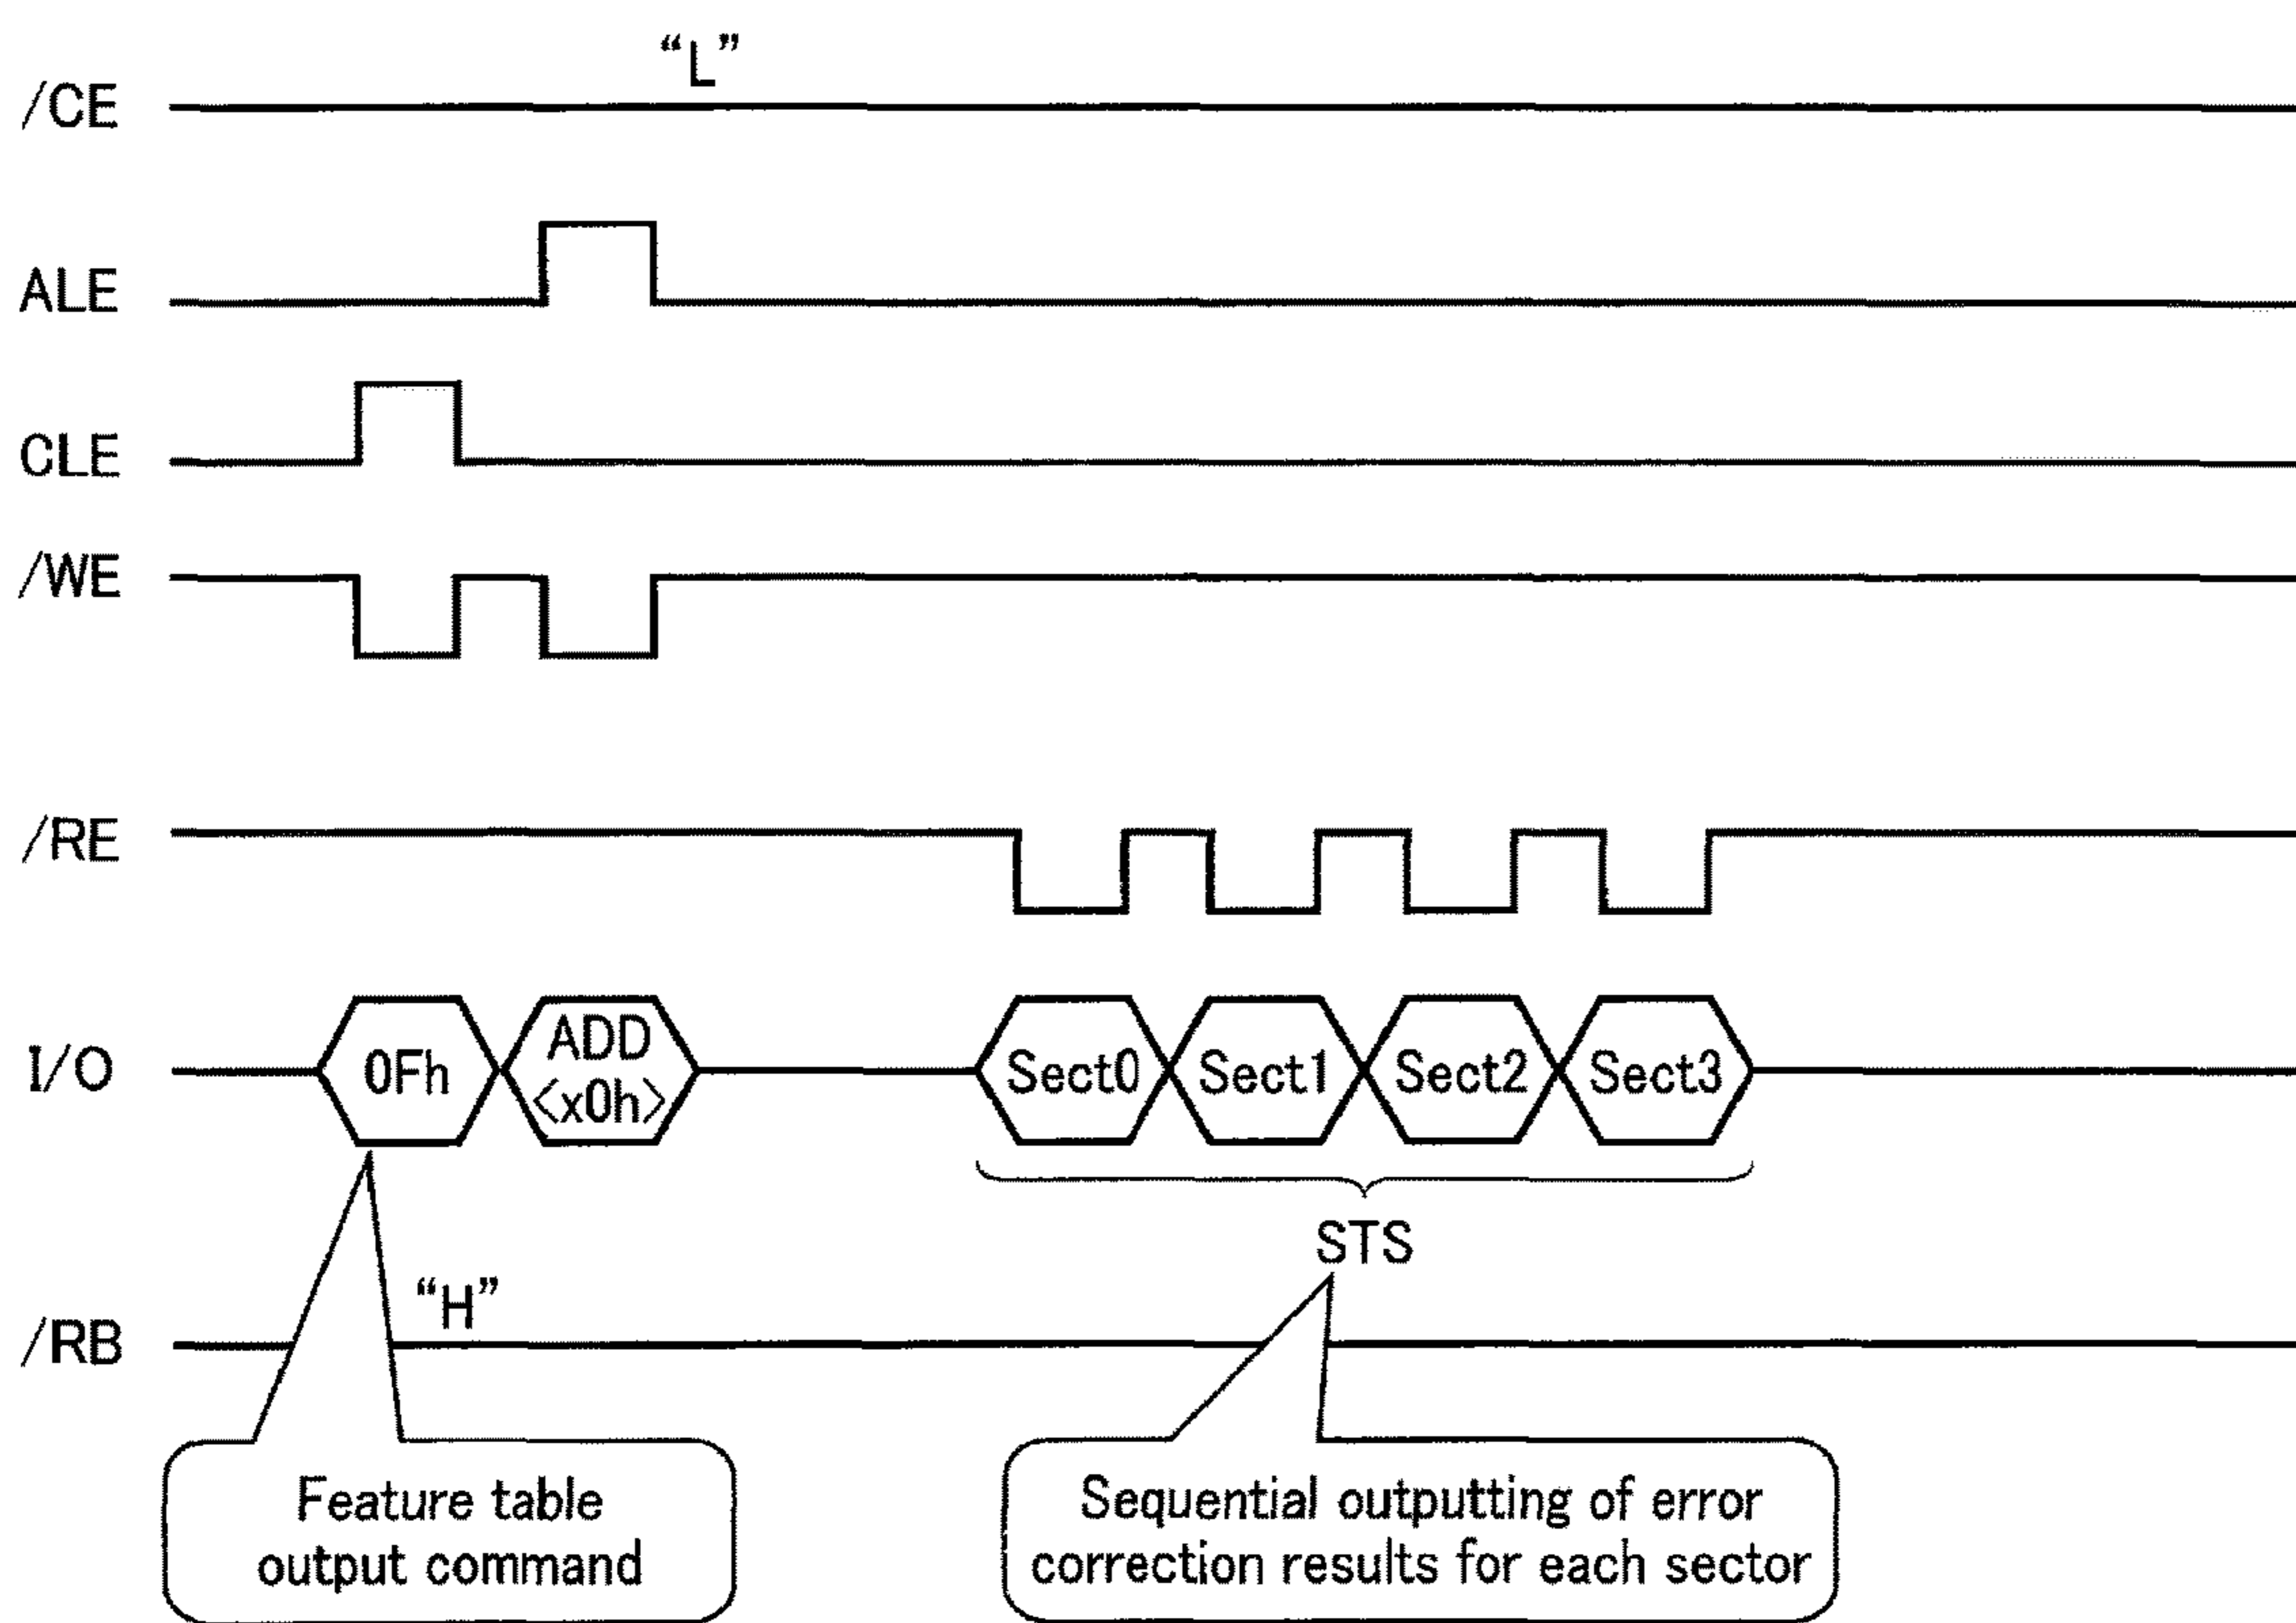 “L”
/CE
ALE
CLE
/WE
/RE
I/O
0Fh
ADD
<x0h>
Sect0
Sect1
Sect2
Sect3
STS
“H”
/RB
Feature table
output command
Sequential outputting of error
correction results for each sector